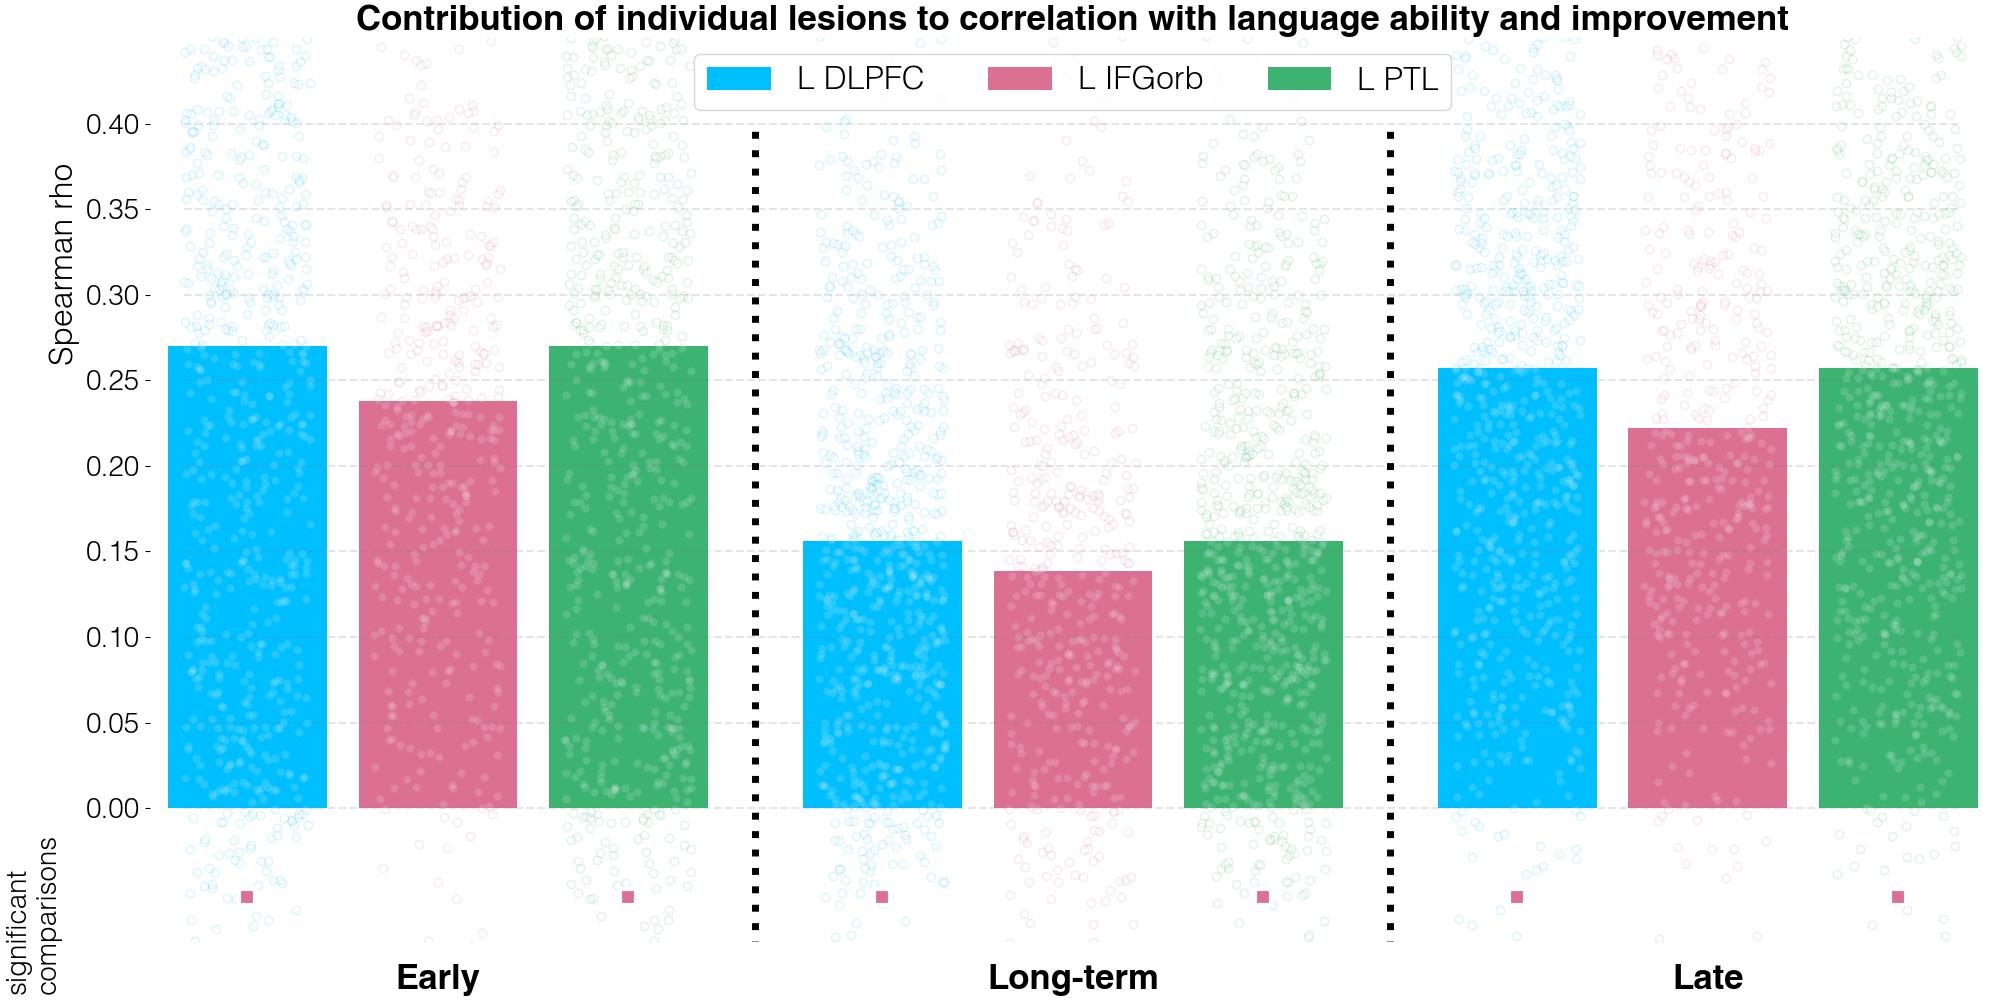 Contribution of individual lesions to correlation with language ability and improvement
L DLPFC
L IFGorb
L PTL
Spearman rho
0.40
0.35
0.30
0.25
0.20
0.15
0.10
0.05
0.00
significant
comparisons
Early
Long-term
Late